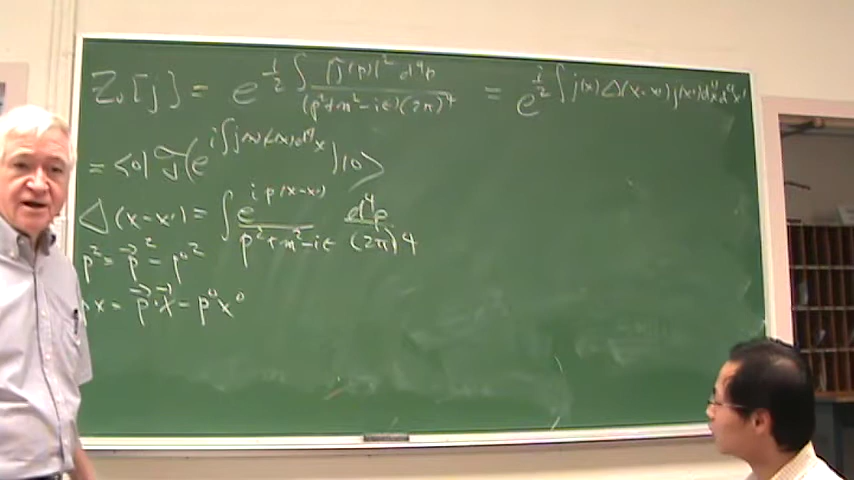 Z₀[j] = e^{i/2 ∫ |j̃(p)|² d⁴p / (p²+m²-iϵ)(2π)⁴} = e^{i/2 ∫ j(x) Δ(x-x') j(x') d⁴x d⁴x'}
= <0| T(e^{i∫j(x)φ(x)d⁴x}) |0>
Δ(x-x') = ∫ e^{ip(x-x')} / p²+m²-iϵ d⁴p / (2π)⁴
p² = p⃗² - p⁰²
x = p⃗·x⃗ - p⁰x⁰